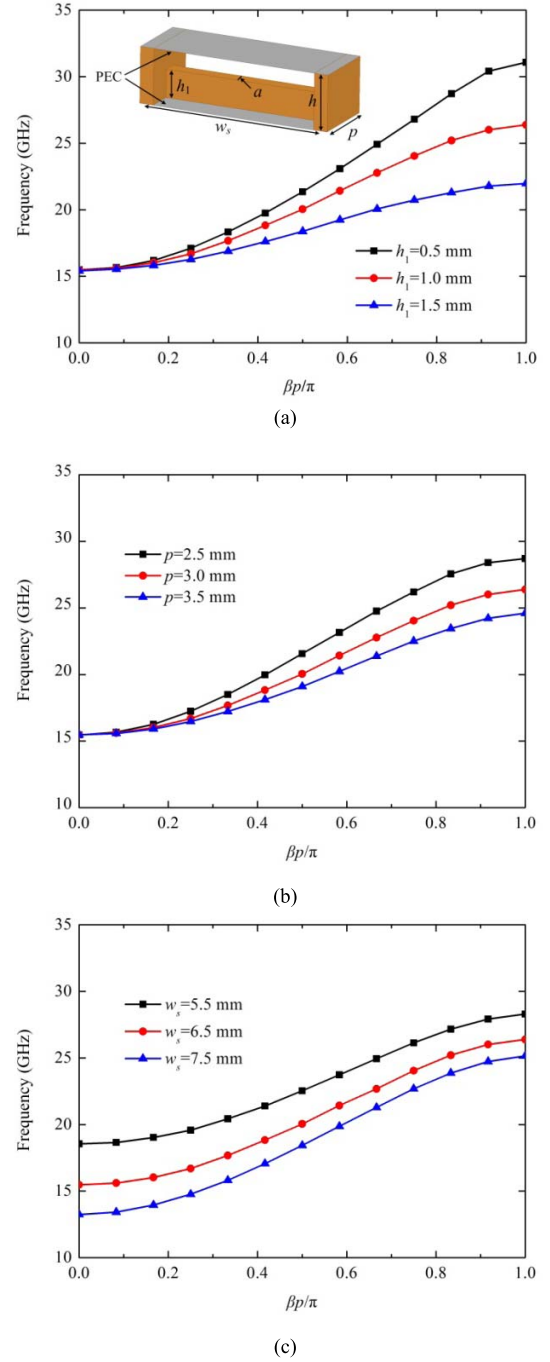 35
30
25
20
15
10
Frequency (GHz)
PEC
h₁
a
h
wₛ
p
h₁=0.5 mm
h₁=1.0 mm
h₁=1.5 mm
0.0 0.2 0.4 0.6 0.8 1.0
βp/π
(a)
35
30
25
20
15
10
Frequency (GHz)
p=2.5 mm
p=3.0 mm
p=3.5 mm
0.0 0.2 0.4 0.6 0.8 1.0
βp/π
(b)
35
30
25
20
15
10
Frequency (GHz)
wₛ=5.5 mm
wₛ=6.5 mm
wₛ=7.5 mm
0.0 0.2 0.4 0.6 0.8 1.0
βp/π
(c)